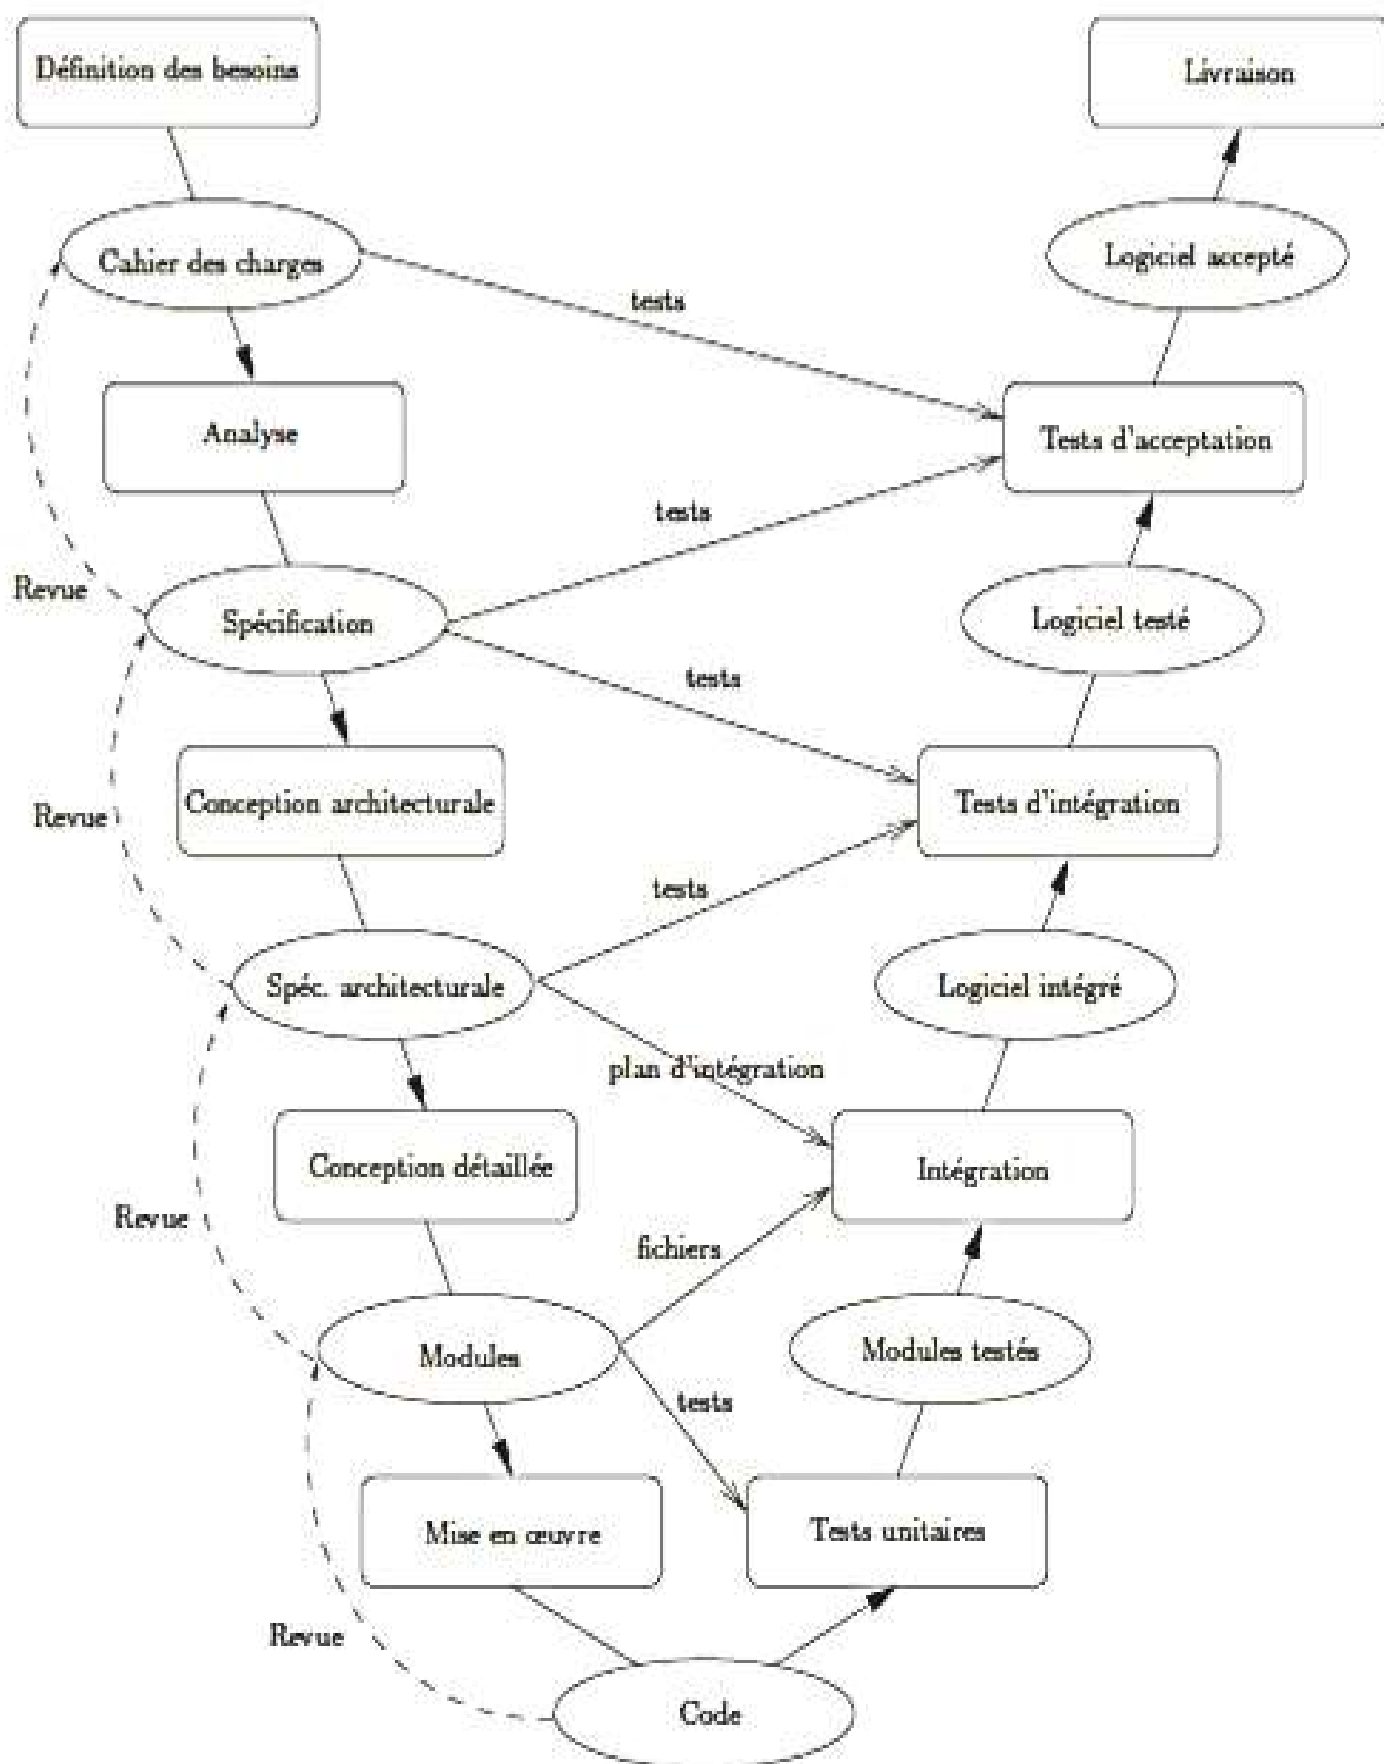 Définition des besoins
Livraison
Cahier des charges
Logiciel accepté
tests
Analyse
Tests d'acceptation
tests
Revue
Spécification
Logiciel testé
tests
Conception architecturale
Tests d'intégration
Revue
tests
Spéc. architecturale
Logiciel intégré
plan d'intégration
Conception détaillée
Intégration
Revue
fichiers
Modules
Modules testés
tests
Mise en œuvre
Tests unitaires
Revue
Code